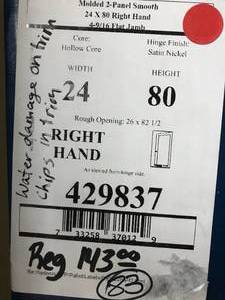 Molded 2-Panel Smooth
24 X 80 Right Hand
4-9/16 Flat Jamb
Core:
Hollow Core
Hinge Finish:
Satin Nickel
WIDTH
24
HEIGHT
80
Rough Opening: 26 x 82 1/2
RIGHT
HAND
As viewed from hinge side.
429837
7 33258 37012 9
Water damage on trim
chips in trim
Reg 143.00
83